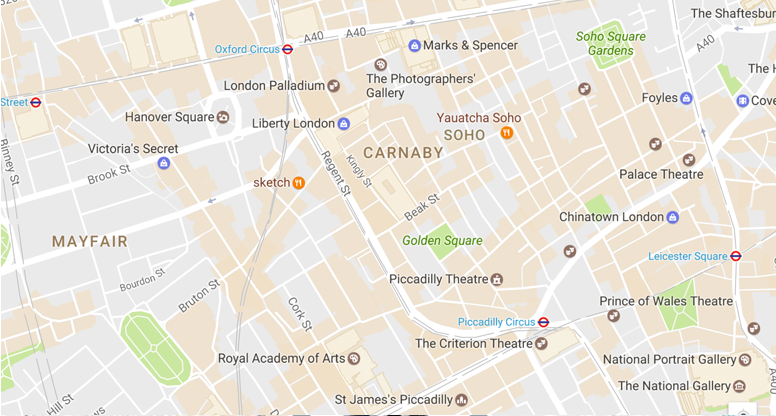 The Shaftesbur
Soho Square
Gardens
A40
A40
A40
Oxford Circus
Marks & Spencer
The H
The Photographers'
Gallery
London Palladium
Street
Foyles
Cove
Hanover Square
Liberty London
Yauatcha Soho
SOHO
Victoria's Secret
CARNABY
Regent St
Kingly St
Palace Theatre
Brook St
sketch
Beak St
Chinatown London
MAYFAIR
Golden Square
Leicester Square
Bourdon St
Piccadilly Theatre
Bruton St
Cork St
Prince of Wales Theatre
Piccadilly Circus
The Criterion Theatre
Royal Academy of Arts
National Portrait Gallery
The National Gallery
St James's Piccadilly
Hill St